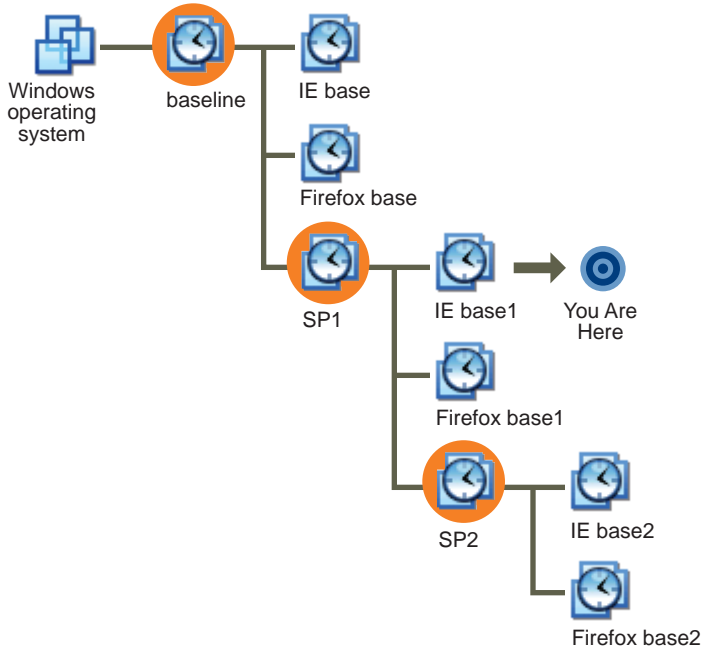 Windows
operating
system
baseline
IE base
Firefox base
SP1
IE base1
You Are
Here
Firefox base1
SP2
IE base2
Firefox base2